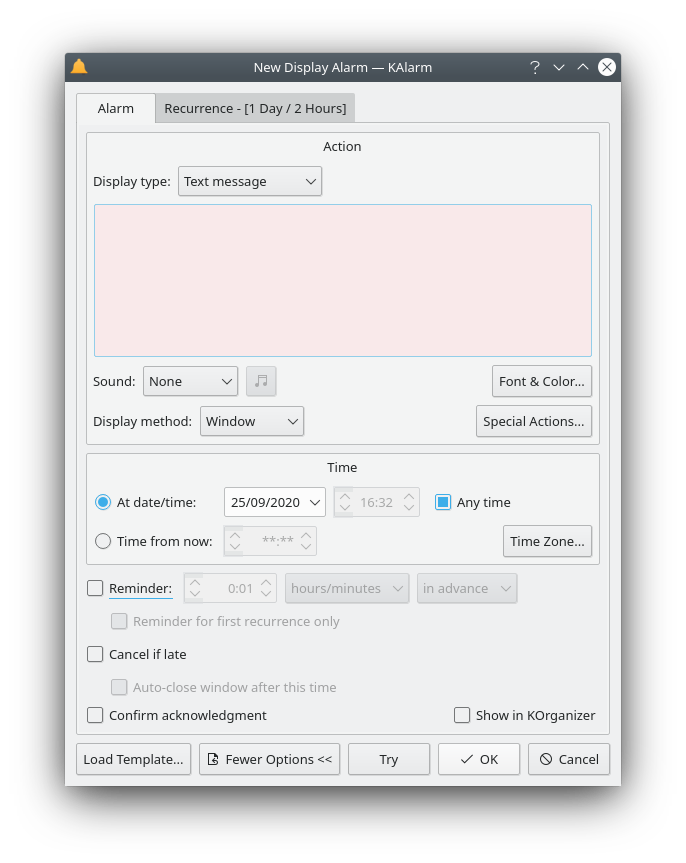 New Display Alarm — KAlarm
Alarm Recurrence - [1 Day / 2 Hours]
Action
Display type: Text message
Sound: None Font & Color...
Display method: Window Special Actions...
Time
At date/time: 25/09/2020 16:32 Any time
Time from now: **:** Time Zone...
Reminder: 0:01 hours/minutes in advance
Reminder for first recurrence only
Cancel if late
Auto-close window after this time
Confirm acknowledgment Show in KOrganizer
Load Template... Fewer Options << Try OK Cancel